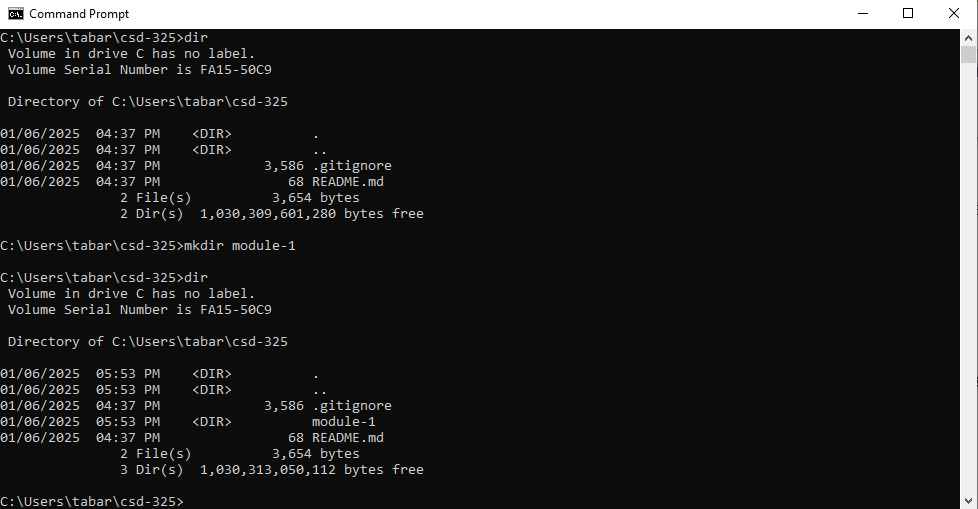 Command Prompt
C:\Users\tabar\csd-325>dir
 Volume in drive C has no label.
 Volume Serial Number is FA15-50C9

 Directory of C:\Users\tabar\csd-325

01/06/2025  04:37 PM    <DIR>          .
01/06/2025  04:37 PM    <DIR>          ..
01/06/2025  04:37 PM             3,586 .gitignore
01/06/2025  04:37 PM                68 README.md
               2 File(s)          3,654 bytes
               2 Dir(s)  1,030,309,601,280 bytes free

C:\Users\tabar\csd-325>mkdir module-1

C:\Users\tabar\csd-325>dir
 Volume in drive C has no label.
 Volume Serial Number is FA15-50C9

 Directory of C:\Users\tabar\csd-325

01/06/2025  05:53 PM    <DIR>          .
01/06/2025  05:53 PM    <DIR>          ..
01/06/2025  04:37 PM             3,586 .gitignore
01/06/2025  05:53 PM    <DIR>          module-1
01/06/2025  04:37 PM                68 README.md
               2 File(s)          3,654 bytes
               3 Dir(s)  1,030,313,050,112 bytes free

C:\Users\tabar\csd-325>